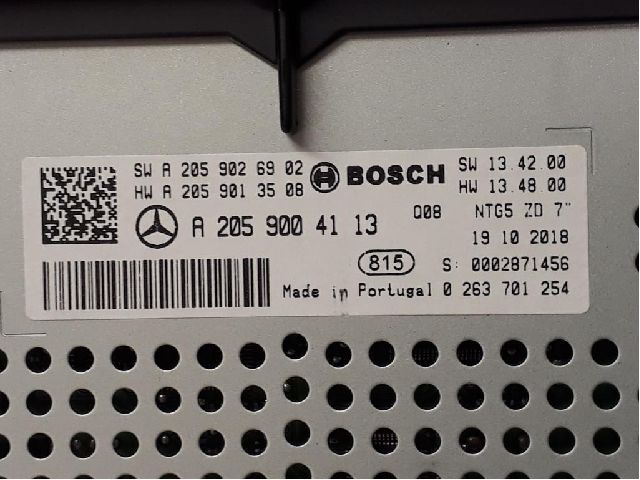 SW A 205 902 69 02
HW A 205 901 35 08
BOSCH
SW 13.42.00
HW 13.48.00
A 205 900 41 13
Q08 NTG5 ZD 7"
19 10 2018
815
S: 0002871456
Made in Portugal 0 263 701 254